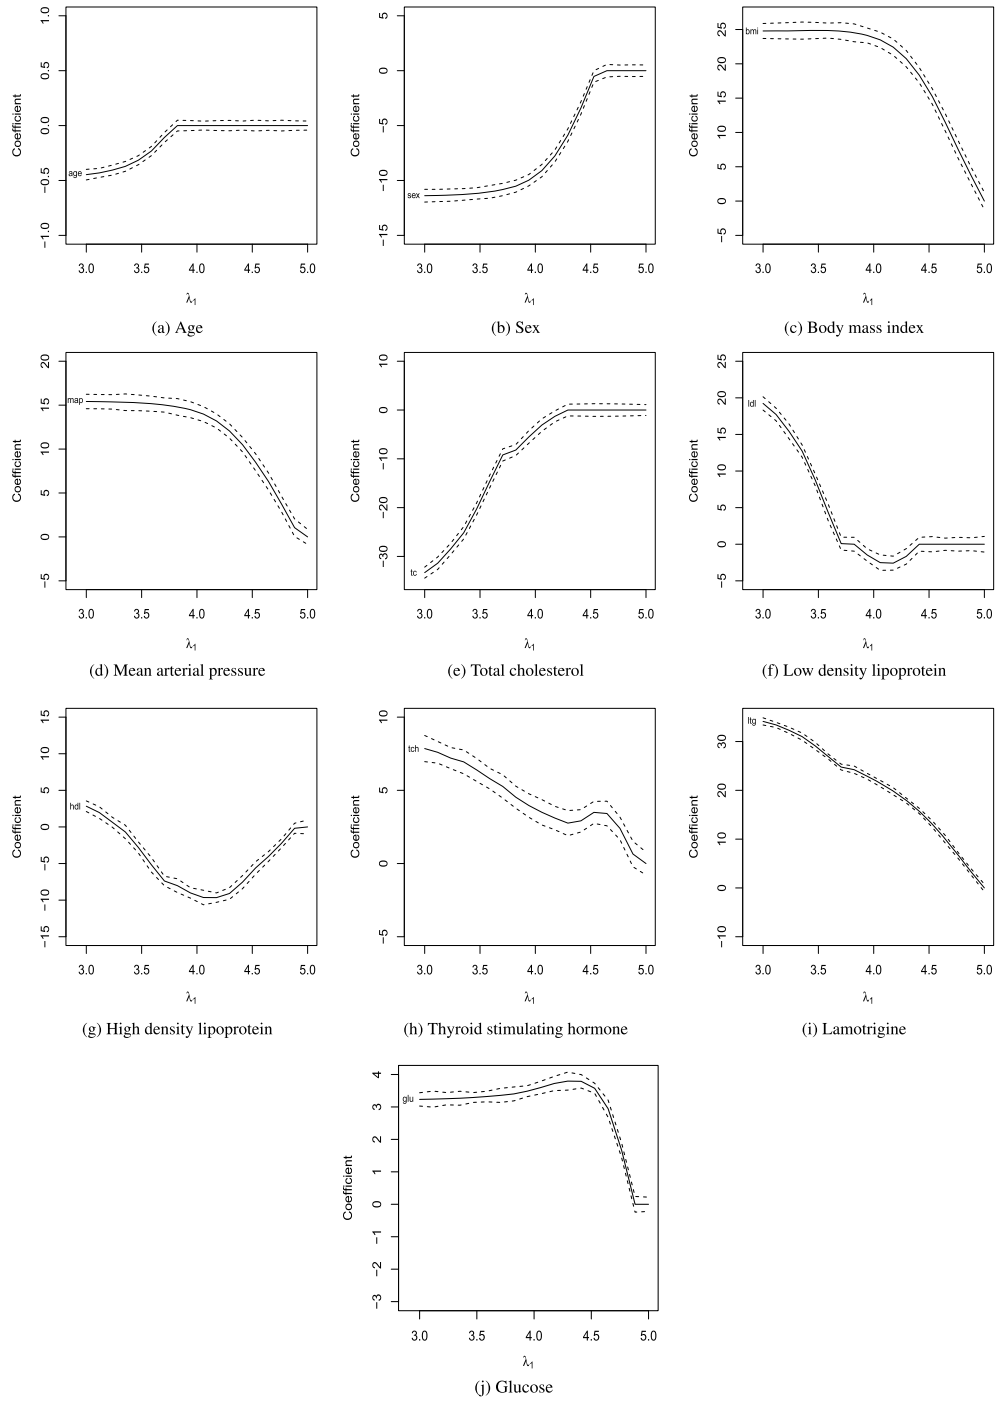 Coefficient
1.0
0.5
0.0
−0.5
−1.0
age
3.0 3.5 4.0 4.5 5.0
λ1
(a) Age
Coefficient
5
0
−5
−10
−15
sex
3.0 3.5 4.0 4.5 5.0
λ1
(b) Sex
Coefficient
25
20
15
10
5
0
−5
bmi
3.0 3.5 4.0 4.5 5.0
λ1
(c) Body mass index
Coefficient
20
15
10
5
0
−5
map
3.0 3.5 4.0 4.5 5.0
λ1
(d) Mean arterial pressure
Coefficient
10
0
−10
−20
−30
tc
3.0 3.5 4.0 4.5 5.0
λ1
(e) Total cholesterol
Coefficient
25
20
15
10
5
0
−5
ldl
3.0 3.5 4.0 4.5 5.0
λ1
(f) Low density lipoprotein
Coefficient
15
10
5
0
−5
−10
−15
hdl
3.0 3.5 4.0 4.5 5.0
λ1
(g) High density lipoprotein
Coefficient
10
5
0
−5
tch
3.0 3.5 4.0 4.5 5.0
λ1
(h) Thyroid stimulating hormone
Coefficient
30
20
10
0
−10
ltg
3.0 3.5 4.0 4.5 5.0
λ1
(i) Lamotrigine
Coefficient
4
3
2
1
0
−1
−2
−3
glu
3.0 3.5 4.0 4.5 5.0
λ1
(j) Glucose